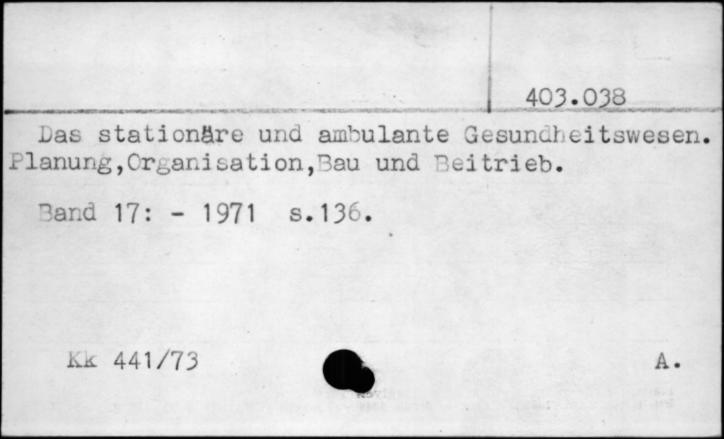 403.038
Das stationäre und ambulante Gesundheitswesen.
Planung,Organisation,Bau und Beitrieb.
Band 17: - 1971 s.136.
Kk 441/73
A.